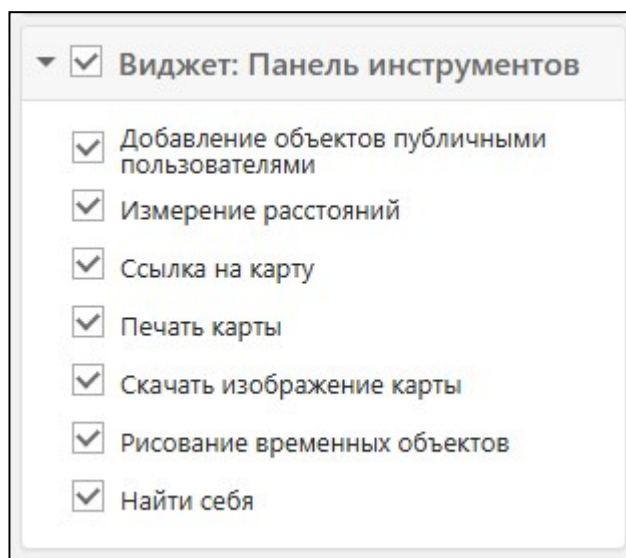 Виджет: Панель инструментов
Добавление объектов публичными
пользователями
Измерение расстояний
Ссылка на карту
Печать карты
Скачать изображение карты
Рисование временных объектов
Найти себя